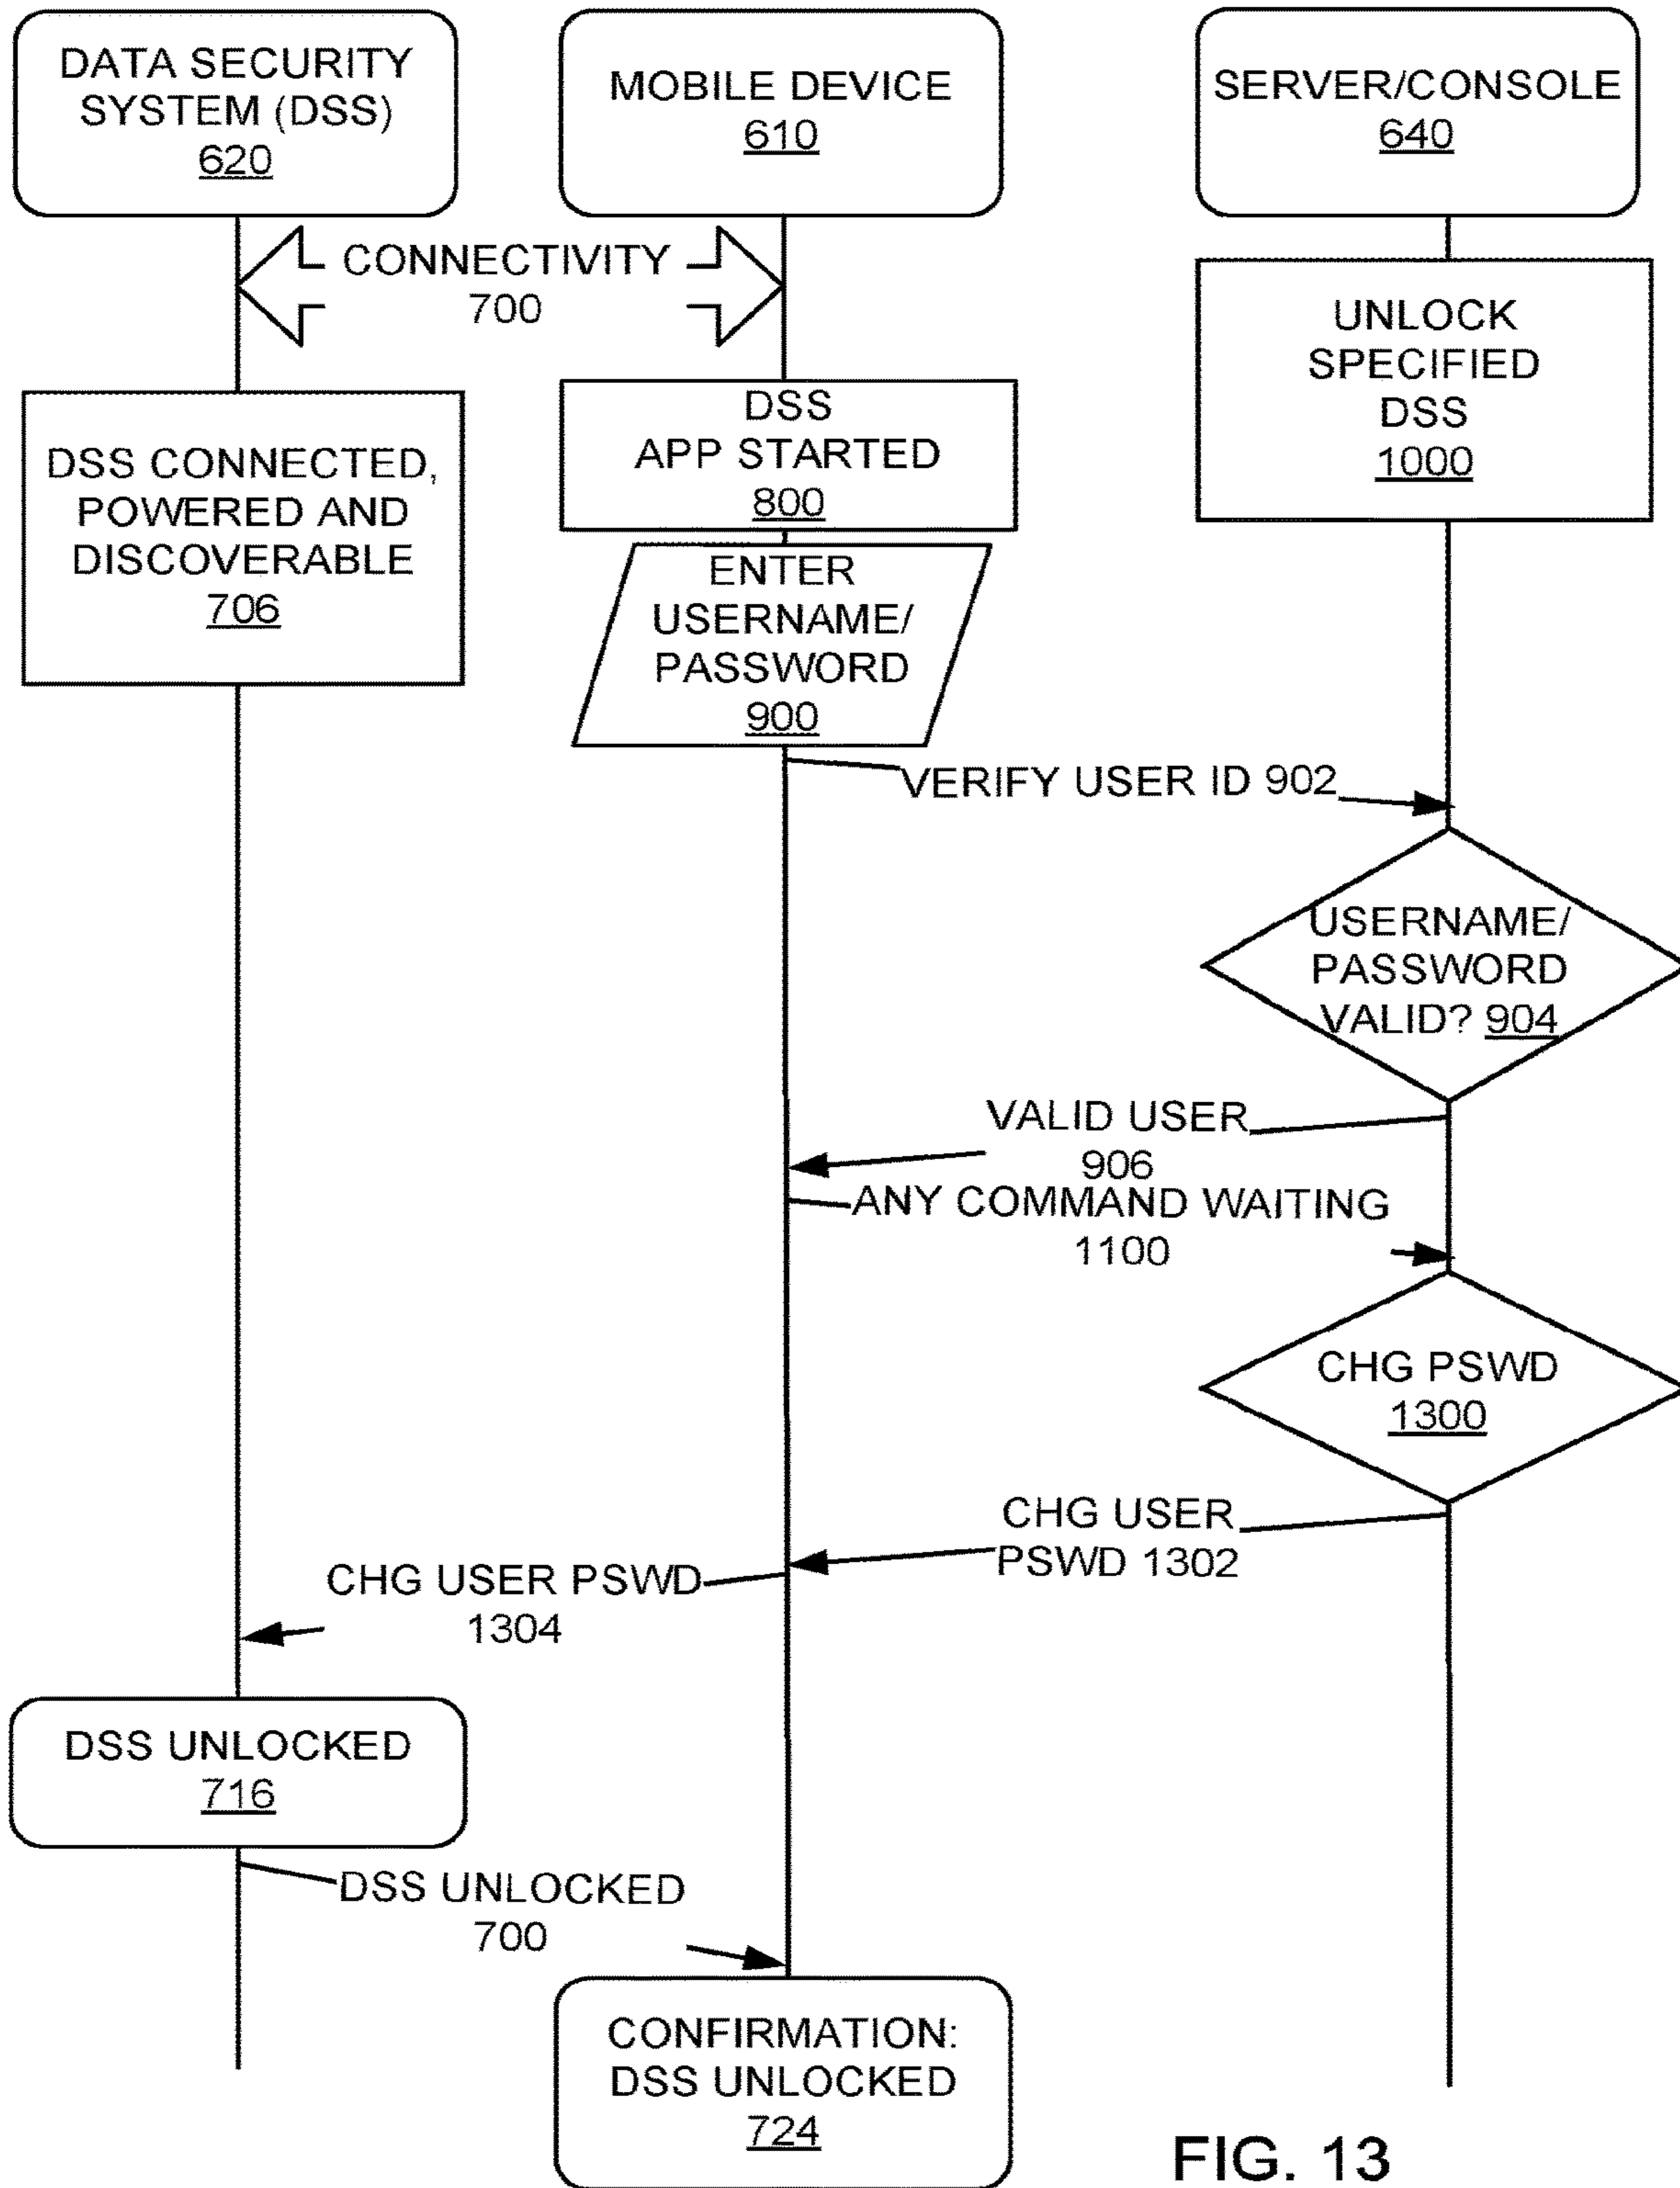 DATA SECURITY
SYSTEM (DSS)
620
MOBILE DEVICE
610
SERVER/CONSOLE
640
CONNECTIVITY
700
UNLOCK
SPECIFIED
DSS
1000
DSS CONNECTED,
POWERED AND
DISCOVERABLE
706
DSS
APP STARTED
800
ENTER
USERNAME/
PASSWORD
900
VERIFY USER ID 902
USERNAME/
PASSWORD
VALID? 904
VALID USER
906
ANY COMMAND WAITING
1100
CHG PSWD
1300
CHG USER
PSWD 1302
CHG USER PSWD
1304
DSS UNLOCKED
716
DSS UNLOCKED
700
CONFIRMATION:
DSS UNLOCKED
724
FIG. 13